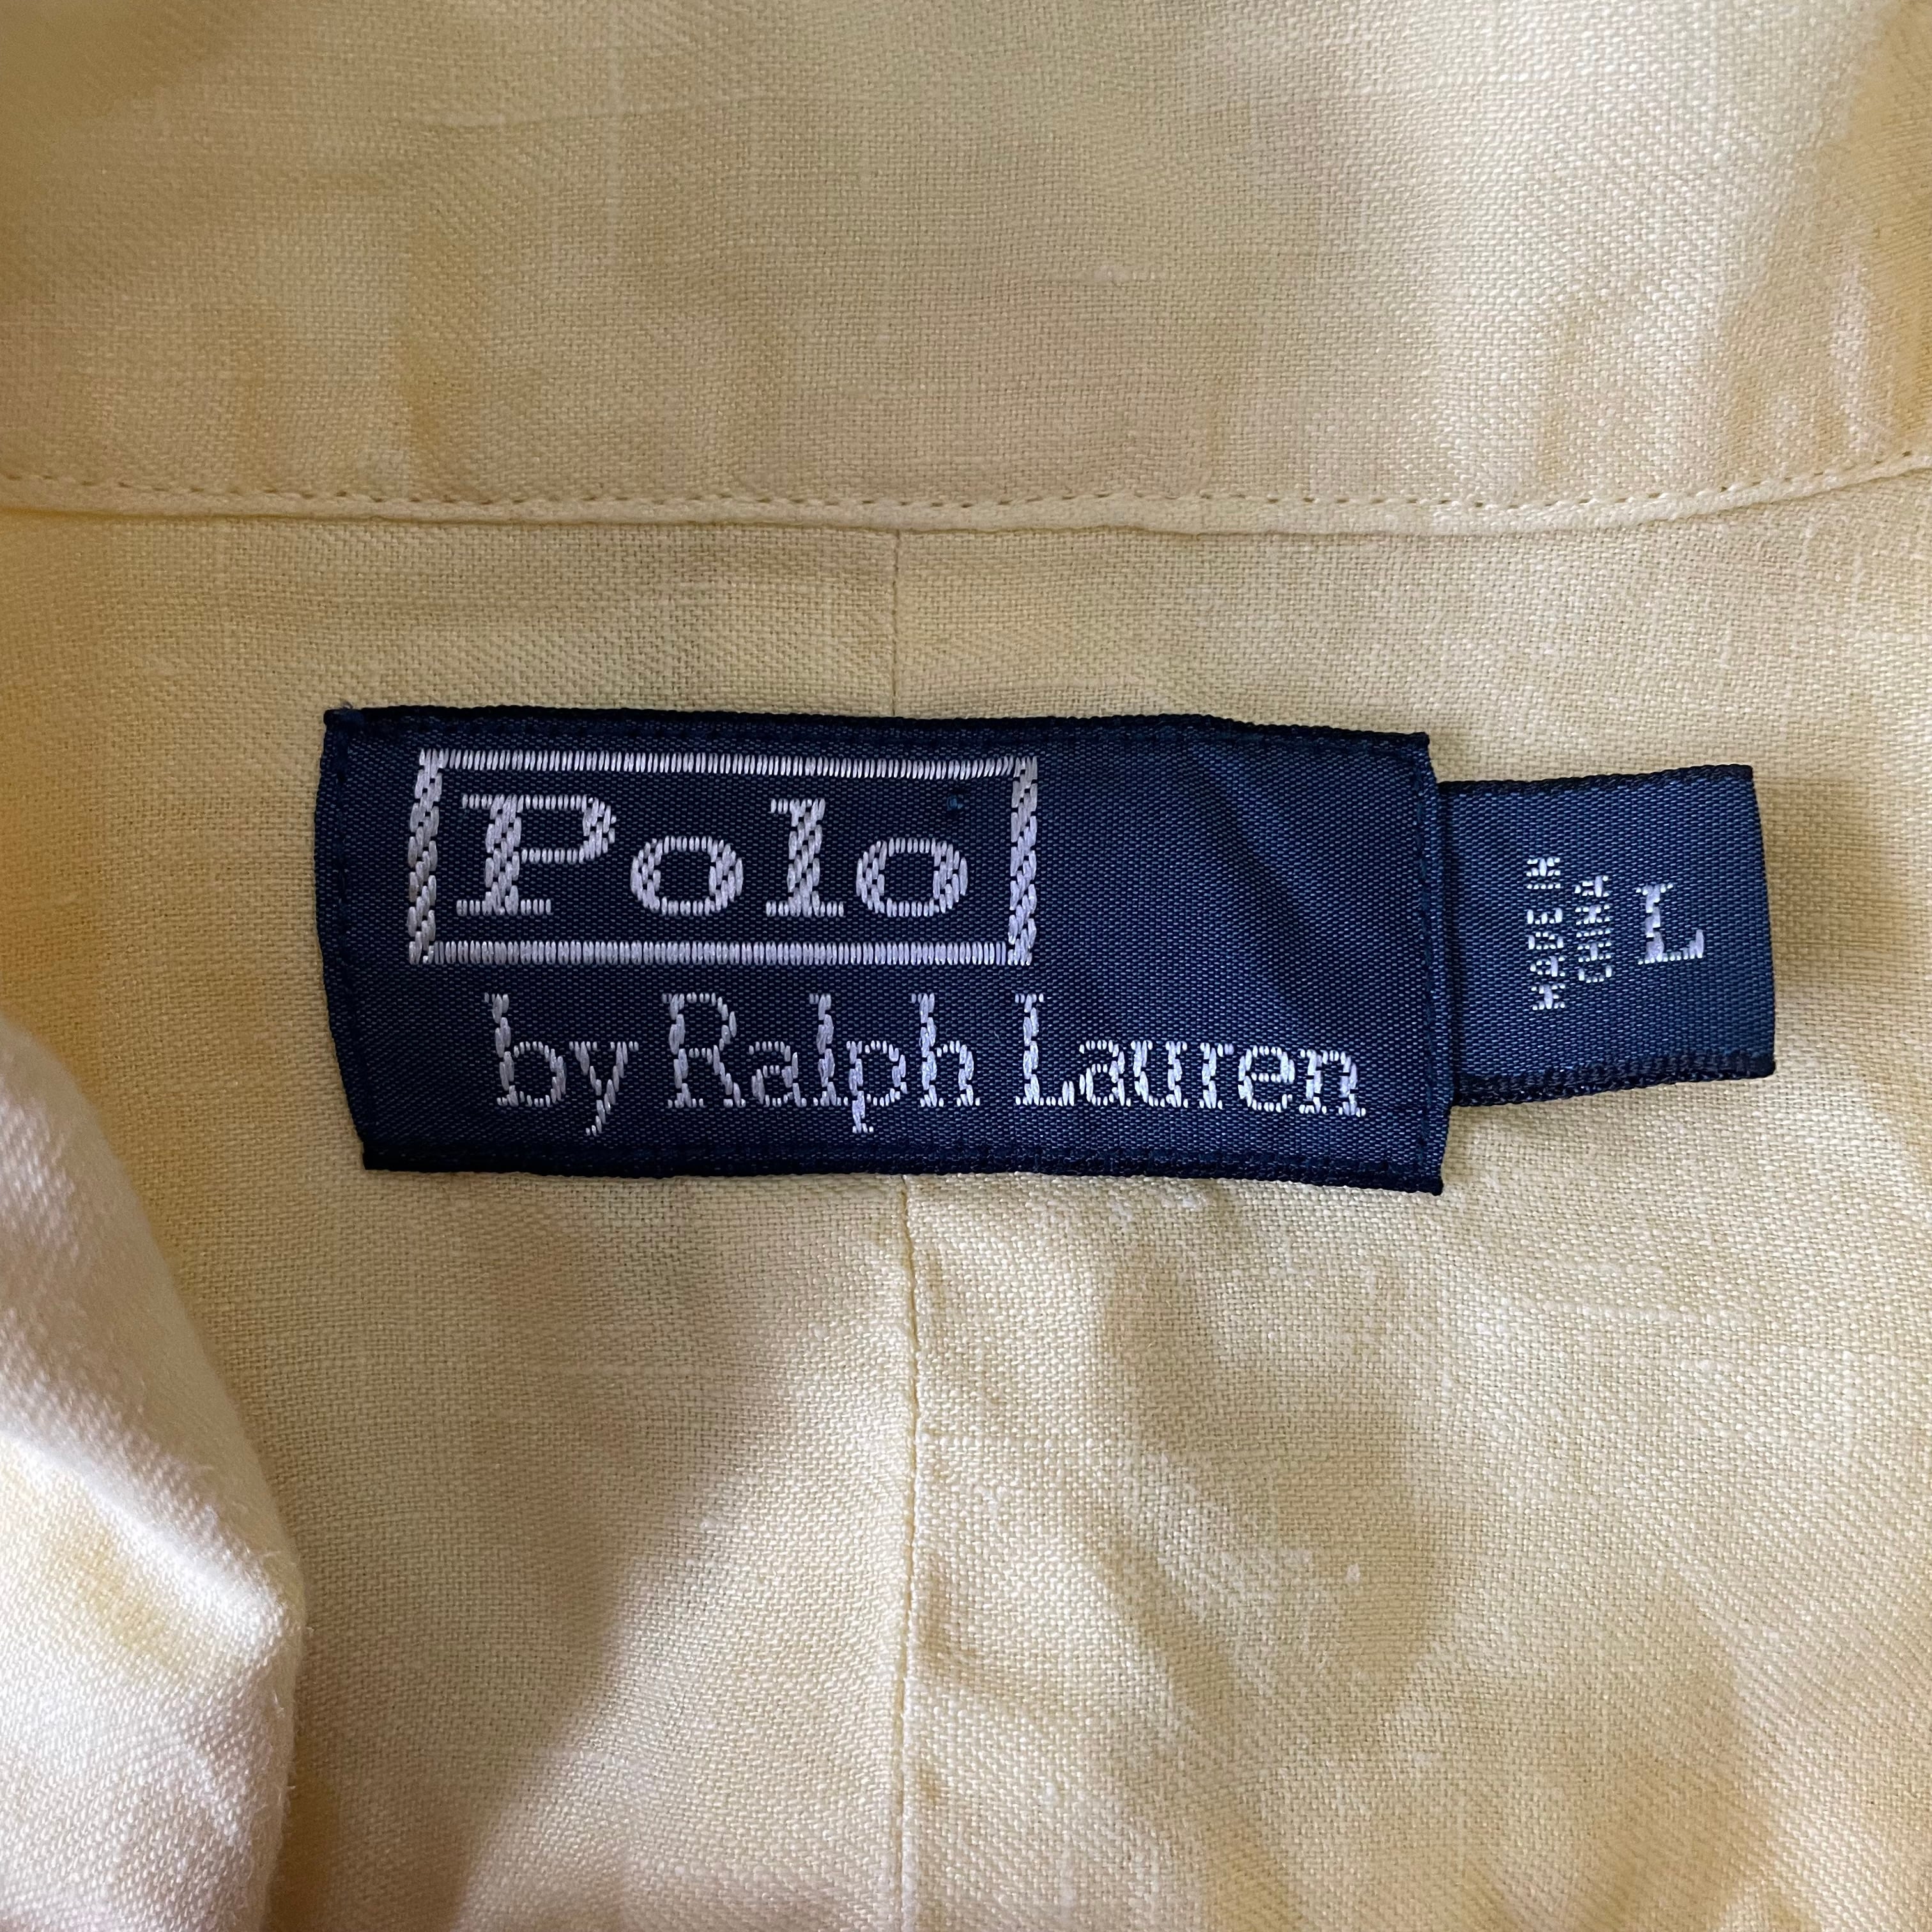 Polo
by Ralph Lauren
MADE IN
CHINA
L